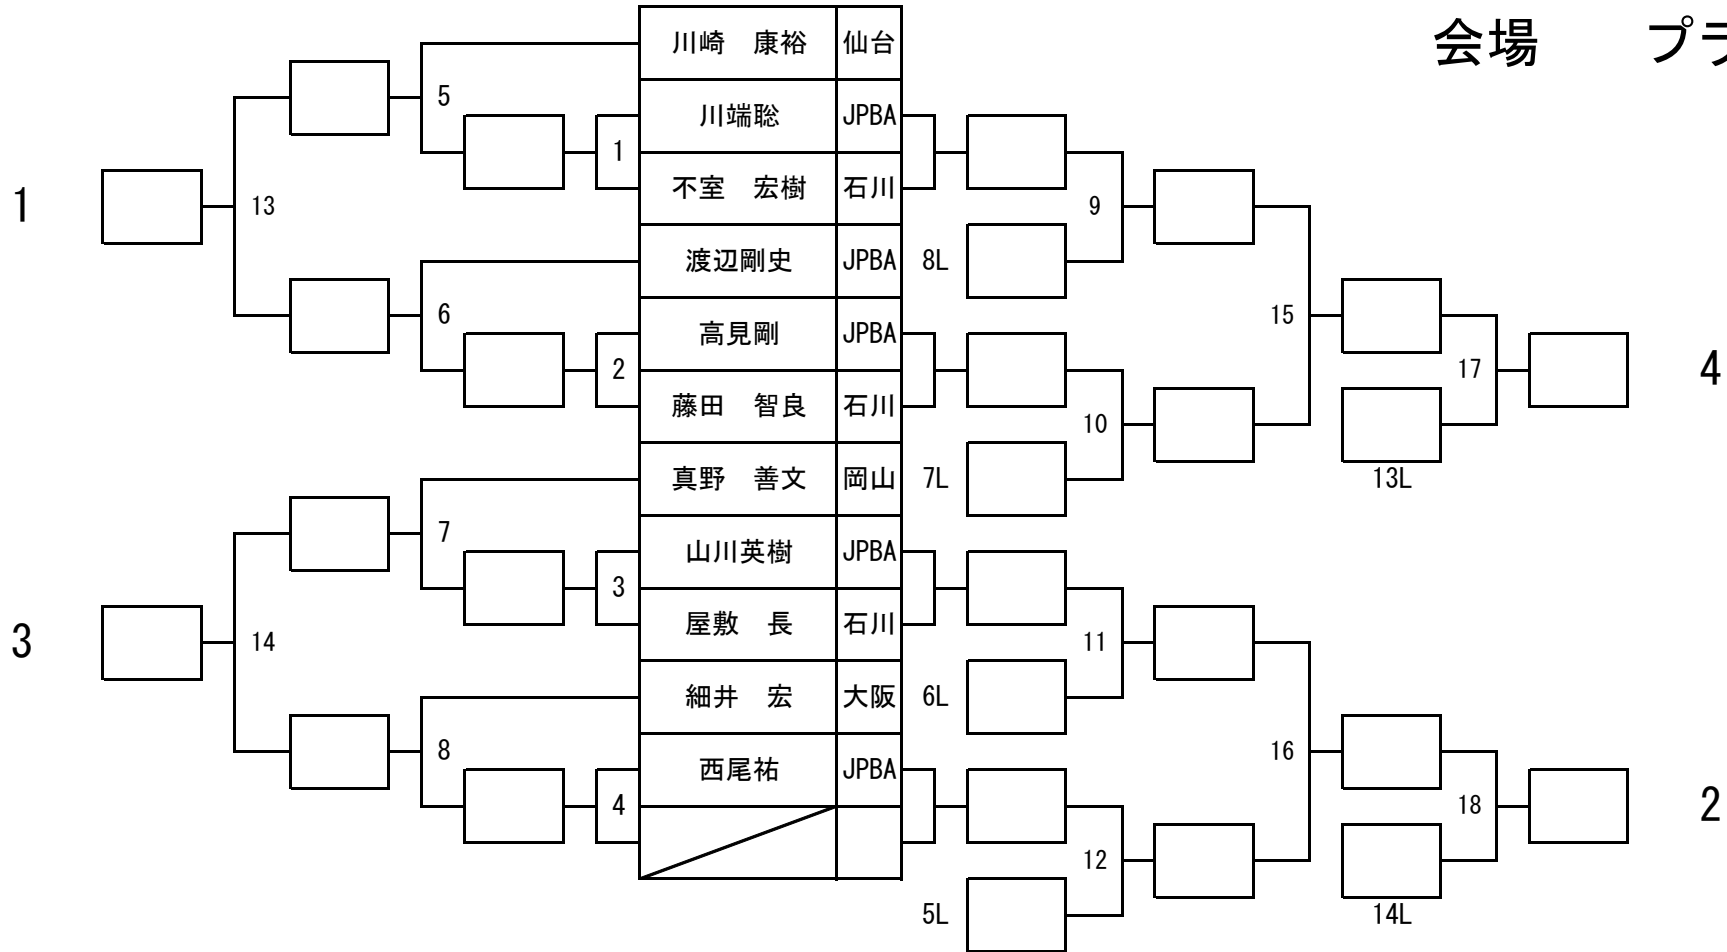 会場　プラ
川崎　康裕 仙台
5
川端聡 JPBA
1
不室　宏樹 石川
9
1 13
渡辺剛史 JPBA 8L
6 15
高見剛 JPBA
2 17 4
藤田　智良 石川
10
真野　善文 岡山 7L 13L
7
山川英樹 JPBA
3
屋敷　長 石川
3 14 11
細井　宏 大阪 6L
8 16
西尾祐 JPBA
4 18 2
12
5L 14L